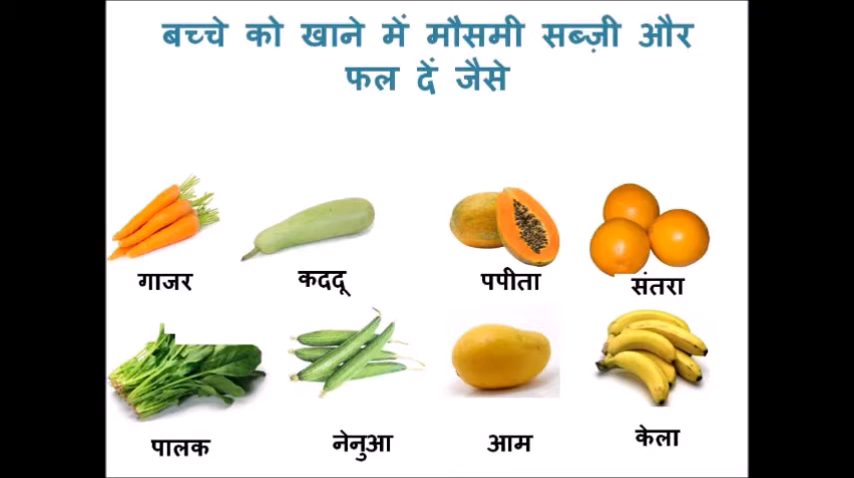 बच्चे को खाने में मौसमी सब्ज़ी और
फल दें जैसे
गाजर कददू पपीता संतरा
पालक नेनुआ आम केला